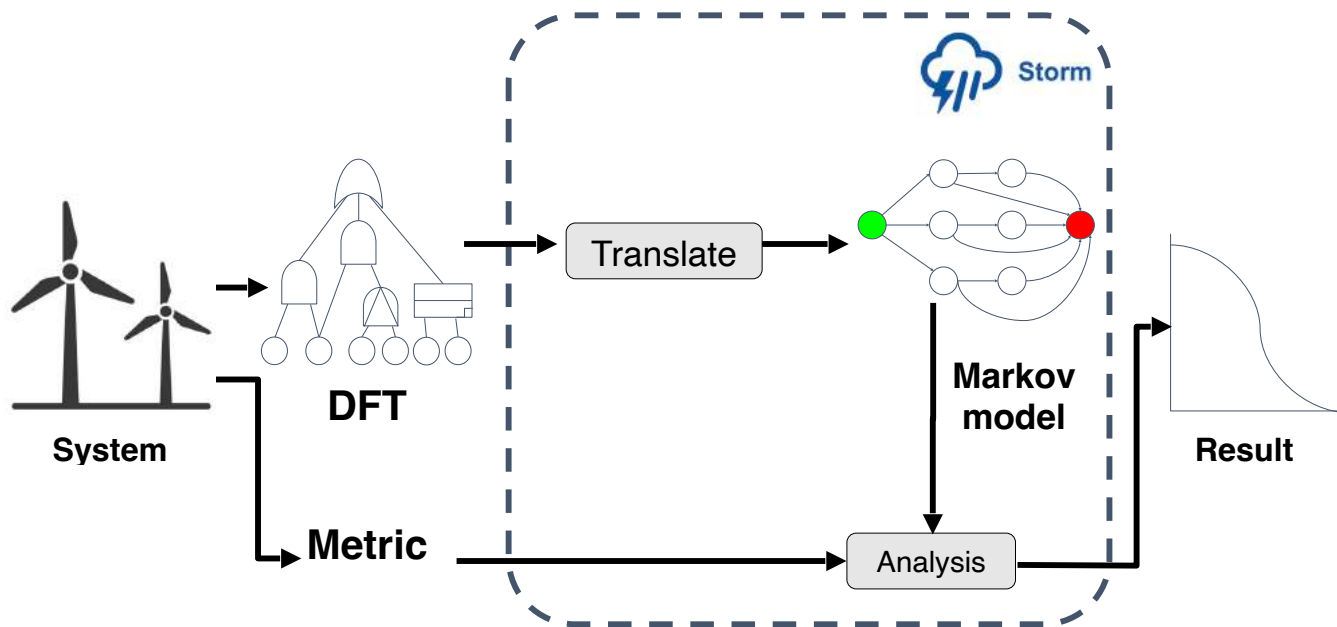 Storm
Translate
DFT
Markov
model
System
Result
Metric
Analysis